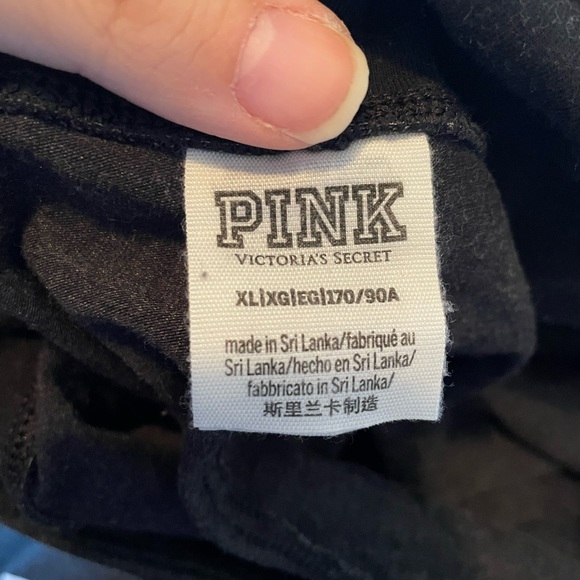 PINK
VICTORIA'S SECRET
XL|XG|EG|170/90A
made in Sri Lanka/fabriqué au
Sri Lanka/hecho en Sri Lanka/
fabbricato in Sri Lanka/
斯里兰卡制造